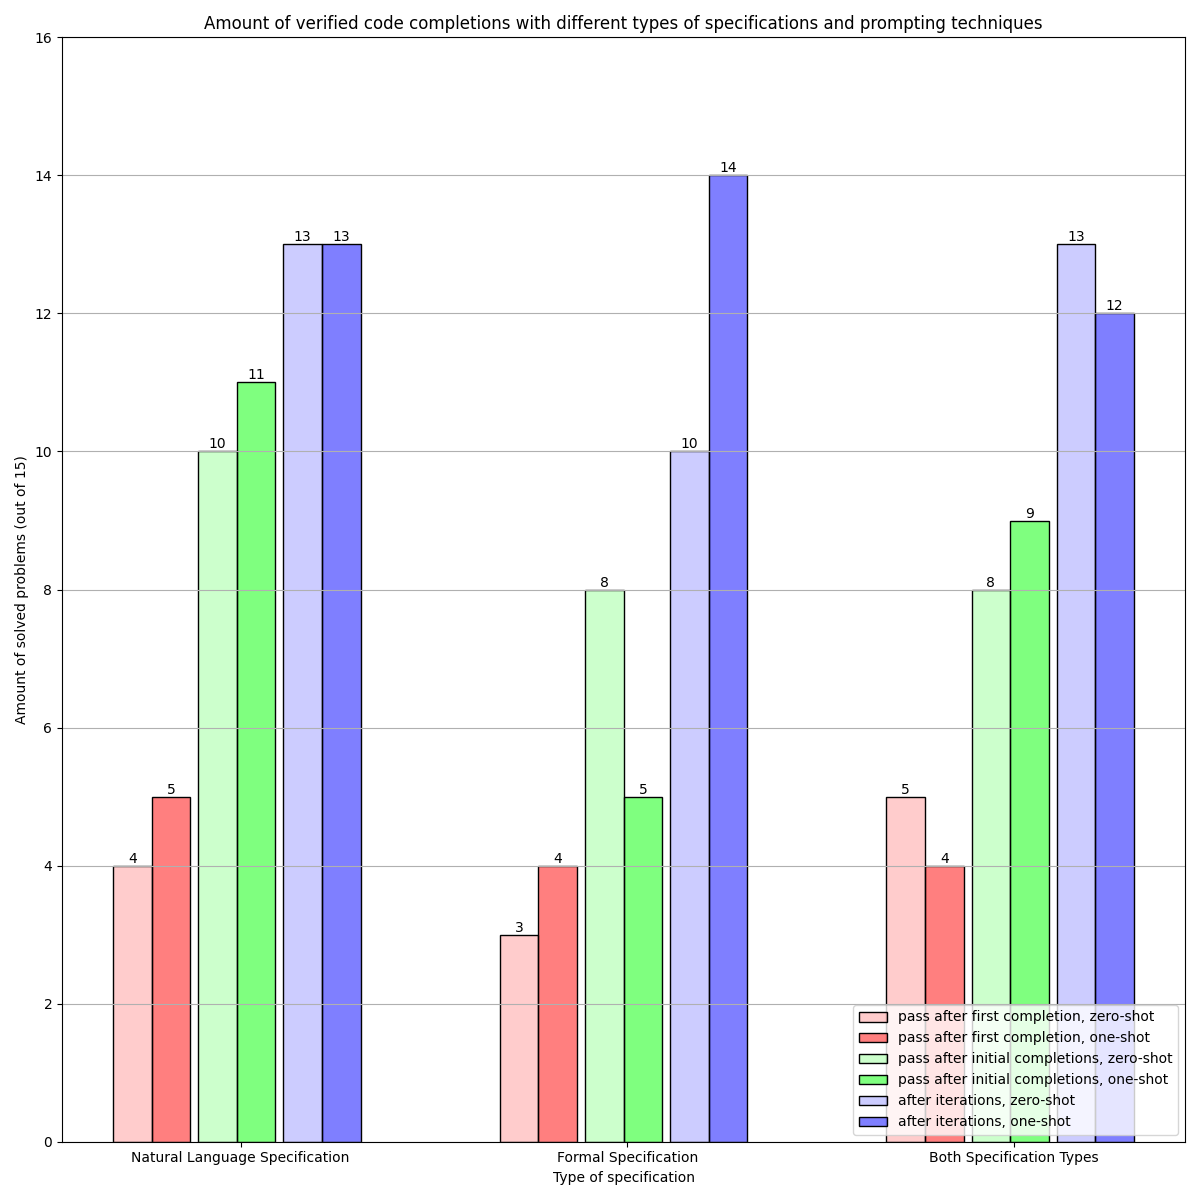 Amount of verified code completions with different types of specifications and prompting techniques
16
14
12
10
8
6
4
2
0
Amount of solved problems (out of 15)
4
5
10
11
13
13
3
4
8
5
10
14
5
4
8
9
13
12
pass after first completion, zero-shot
pass after first completion, one-shot
pass after initial completions, zero-shot
pass after initial completions, one-shot
after iterations, zero-shot
after iterations, one-shot
Natural Language Specification
Formal Specification
Both Specification Types
Type of specification